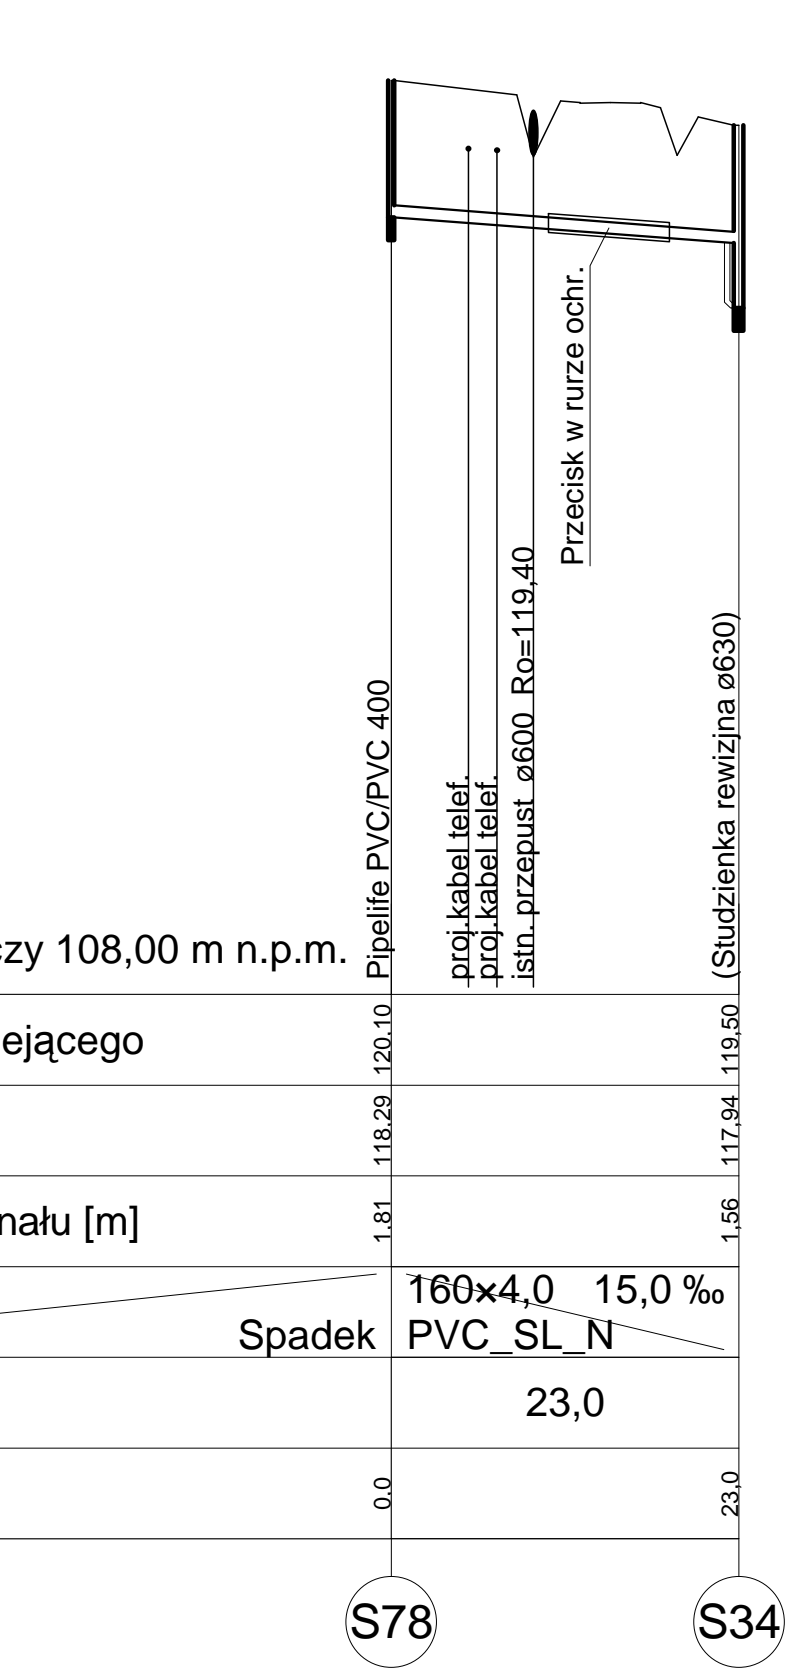 Przecisk w rurze ochr.
Pipelife PVC/PVC 400
proj.kabel telef.
proj.kabel telef.
istn. przepust ø600 Ro=119,40
(Studzienka rewizjna ø630)
czy 108,00 m n.p.m.
ejącego
120.10
119,50
118.29
117,94
nału [m]
1.81
1,56
160×4,0 15,0 ‰
Spadek PVC_SL_N
23,0
0.0
23,0
S78
S34